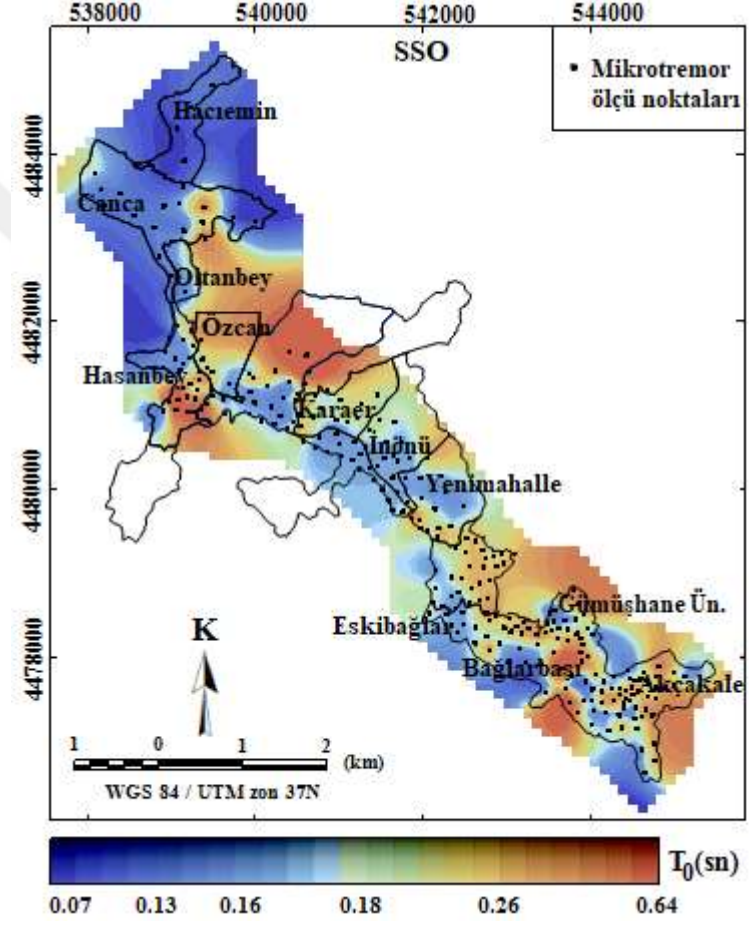 538000 540000 542000 544000
SSO
Mikrotremor
ölçü noktaları
Hacıemin
4484000
Canca
Oltanbey
4482000
Özcan
Hasanbey
Karaer
İnönü
4480000
Yenimahalle
Gümüşhane Ün.
Eskibağlar
K
4478000
Bağlarbaşı
Akçakale
1 0 1 2
(km)
WGS 84 / UTM zon 37N
T0(sn)
0.07 0.13 0.16 0.18 0.26 0.64